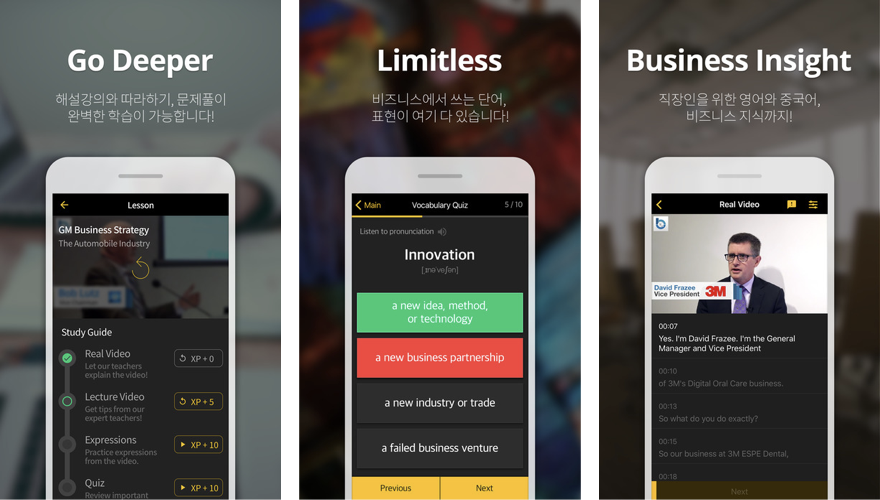 Go Deeper
해설강의와 따라하기, 문제풀이
완벽한 학습이 가능합니다!
Lesson
GM Business Strategy
The Automobile Industry
Bob Lutz
Study Guide
Real Video
Let our teachers
explain the video!
XP + 0
Lecture Video
Get tips from our
expert teachers!
XP + 5
Expressions
Practice expressions
from the video.
XP + 10
Quiz
Review important
XP + 10
Limitless
비즈니스에서 쓰는 단어,
표현이 여기 다 있습니다!
Main
Vocabulary Quiz
5 / 10
Listen to pronunciation
Innovation
[ˌɪnəˈveʃən]
a new idea, method,
or technology
a new business partnership
a new industry or trade
a failed business venture
Previous
Next
Business Insight
직장인을 위한 영어와 중국어,
비즈니스 지식까지!
Real Video
b
David Frazee
Vice President
3M
00:07
Yes. I'm David Frazee. I'm the General
Manager and Vice President
00:10
of 3M's Digital Oral Care business.
00:13
So what do you do exactly?
00:15
So our business at 3M ESPE Dental,
00:18
Next